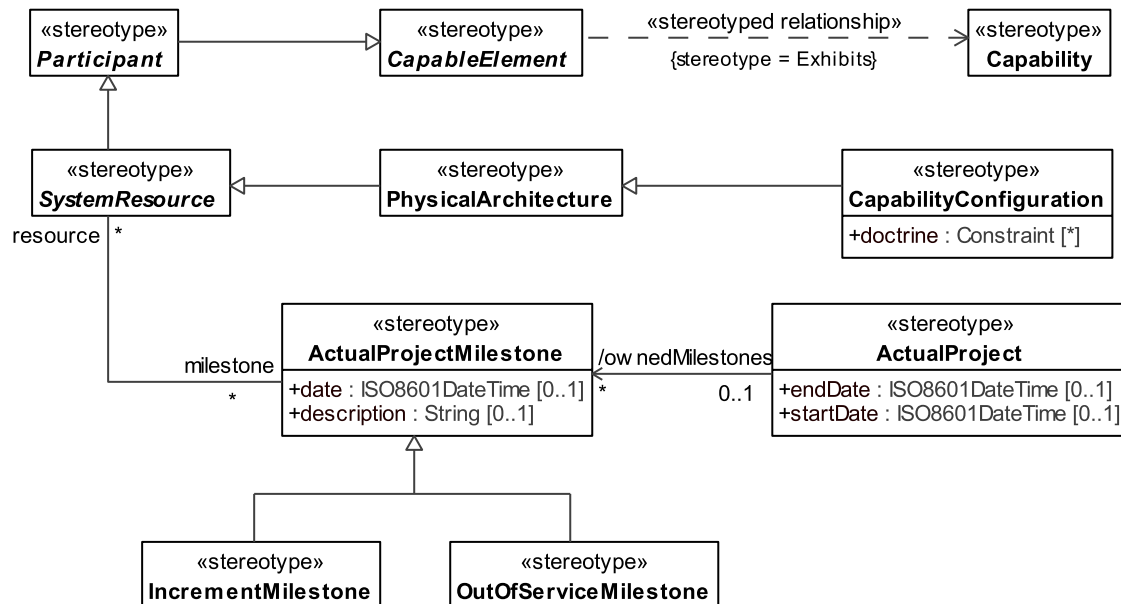 «stereotype»
Participant
«stereotype»
CapableElement
«stereotyped relationship»
{stereotype = Exhibits}
«stereotype»
Capability
«stereotype»
SystemResource
«stereotype»
PhysicalArchitecture
«stereotype»
CapabilityConfiguration
+doctrine : Constraint [*]
resource
*
«stereotype»
ActualProjectMilestone
+date : ISO8601DateTime [0..1]
+description : String [0..1]
milestone
*
/ow nedMilestones
*
0..1
«stereotype»
ActualProject
+endDate : ISO8601DateTime [0..1]
+startDate : ISO8601DateTime [0..1]
«stereotype»
IncrementMilestone
«stereotype»
OutOfServiceMilestone